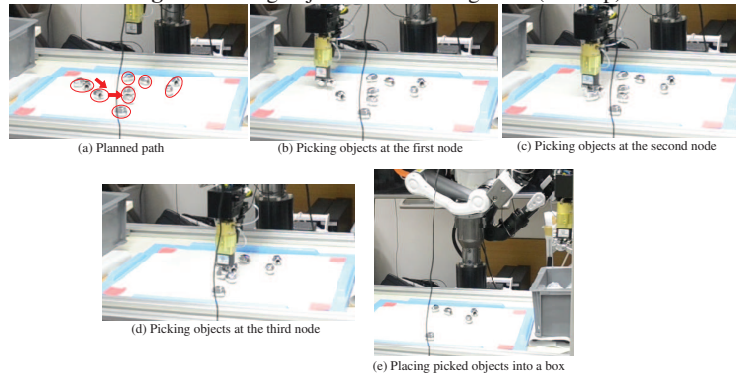 (a) Planned path
(b) Picking objects at the first node
(c) Picking objects at the second node
(d) Picking objects at the third node
(e) Placing picked objects into a box